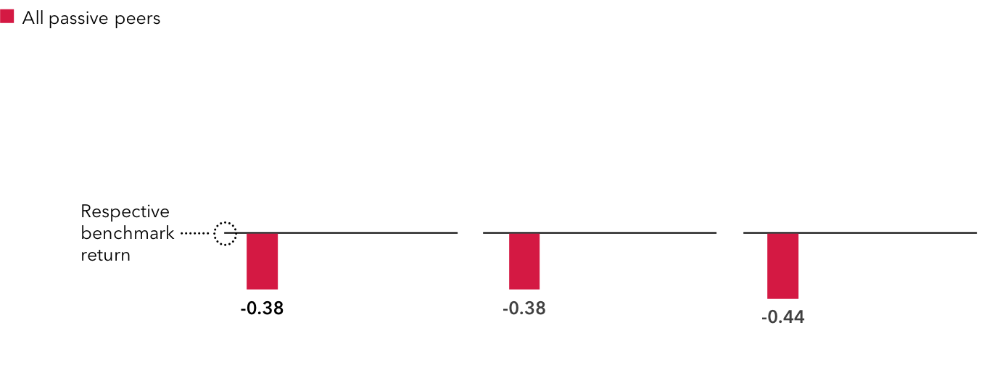 All passive peers
Respective
benchmark
return
-0.38
-0.38
-0.44